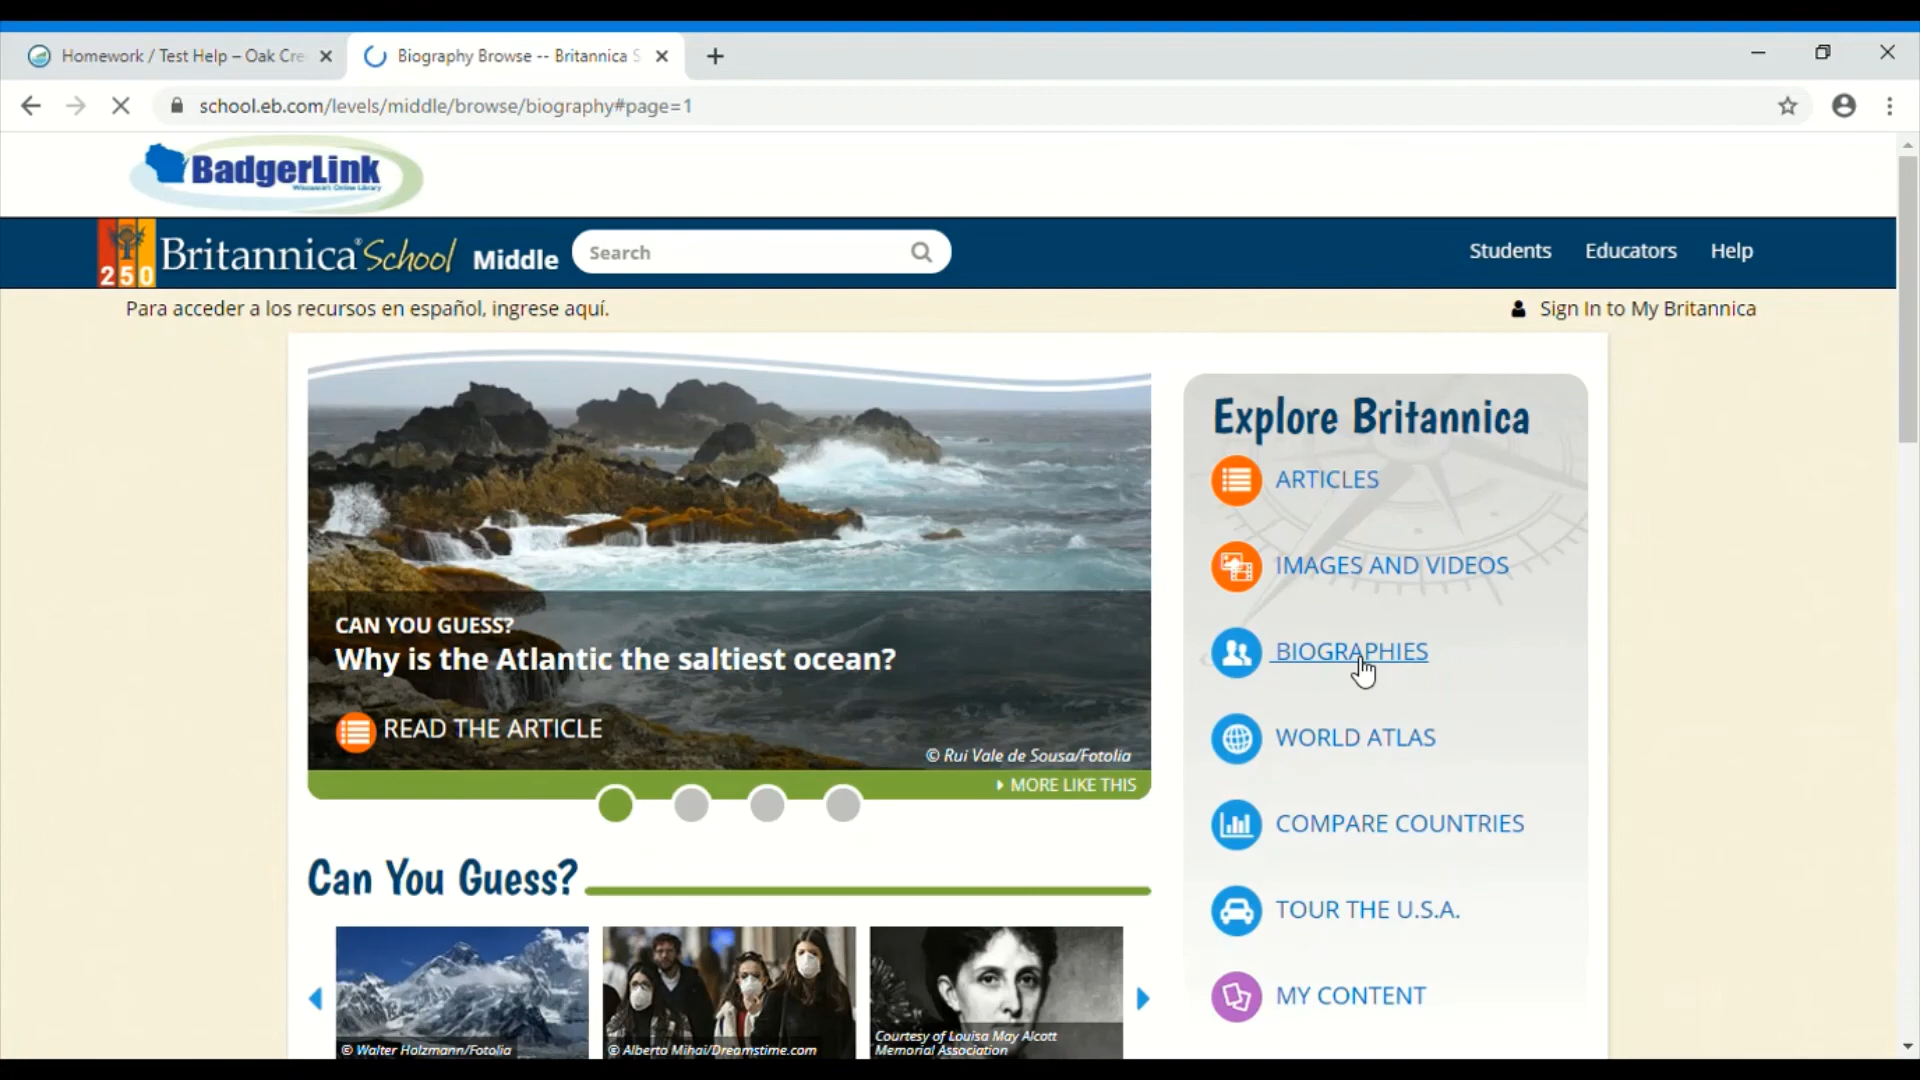 Homework / Test Help – Oak Cre
Biography Browse -- Britannica S
school.eb.com/levels/middle/browse/biography#page=1
BadgerLink
Wisconsin's Online Library
250
Britannica® School Middle
Search
Students
Educators
Help
Para acceder a los recursos en español, ingrese aquí.
Sign In to My Britannica
CAN YOU GUESS?
Why is the Atlantic the saltiest ocean?
READ THE ARTICLE
© Rui Vale de Sousa/Fotolia
MORE LIKE THIS
Explore Britannica
ARTICLES
IMAGES AND VIDEOS
BIOGRAPHIES
WORLD ATLAS
COMPARE COUNTRIES
TOUR THE U.S.A.
MY CONTENT
Can You Guess?
© Walter Holzmann/Fotolia
© Alberto Mihai/Dreamstime.com
Courtesy of Louisa May Alcott
Memorial Association